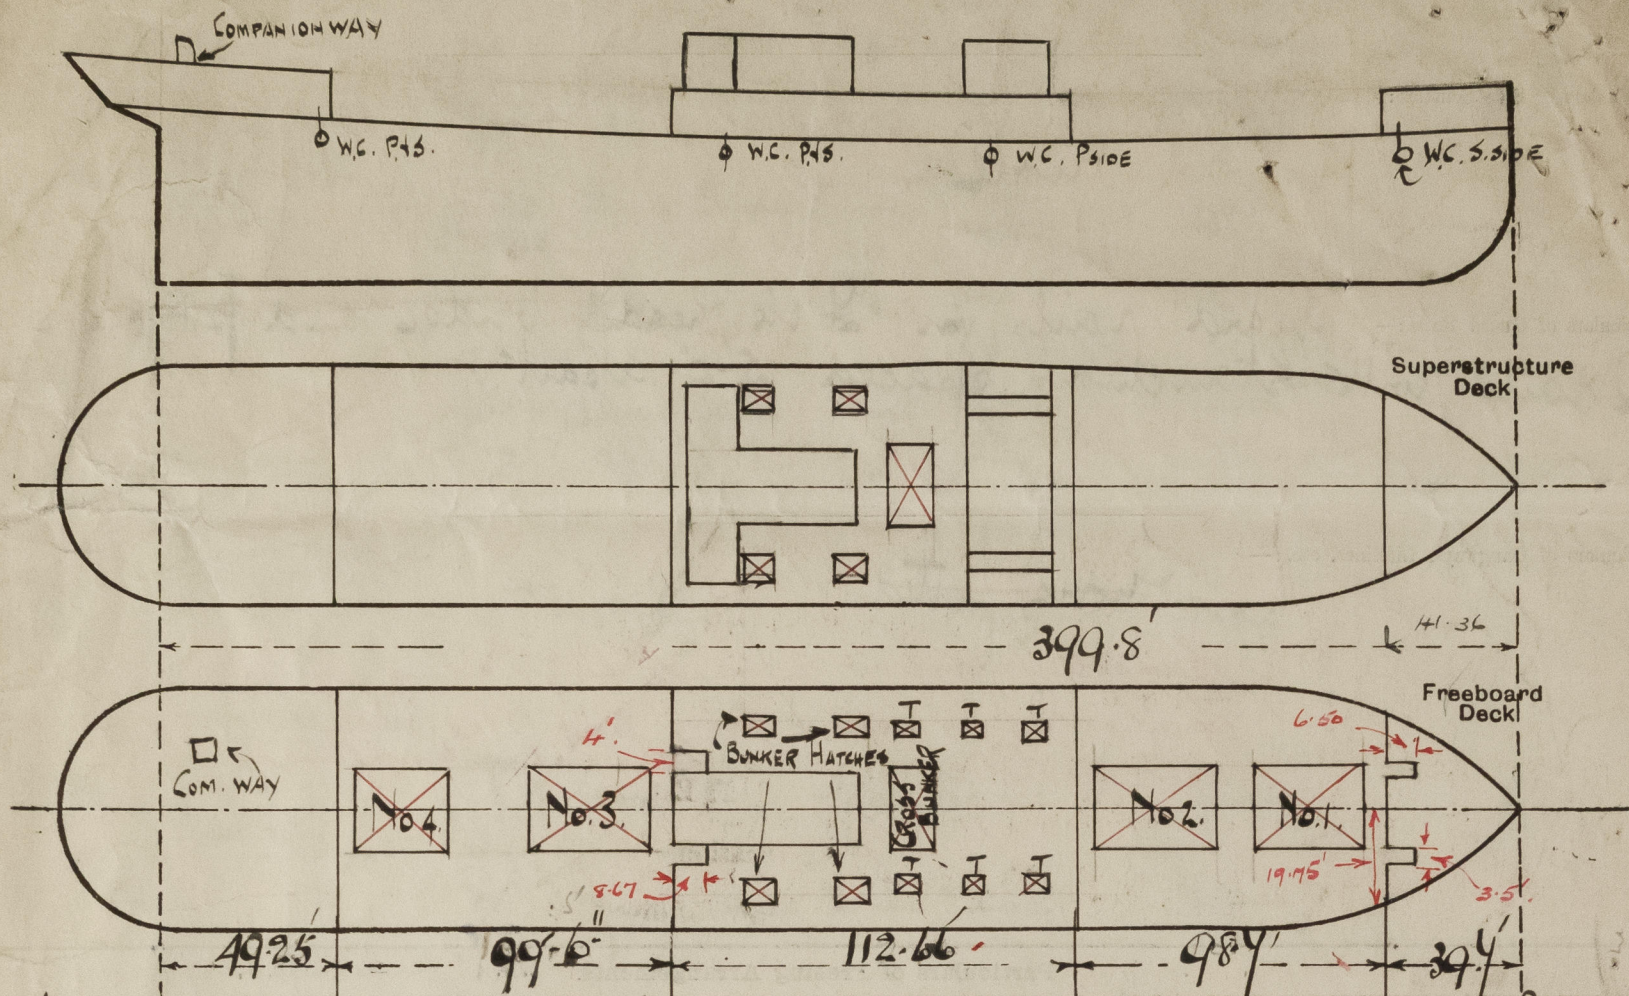 COMPANIONWAY
W.C. P.&S.
W.C. P.&S.
W.C. P SIDE
W.C. S.SIDE
Superstructure
Deck
399.8'
41.36
Freeboard
Deck
6.50
4'.
BUNKER HATCHES
COM. WAY
No 4.
No. 3.
CROSS
BUNKER
No 2.
No. 1.
8.67
19.75'
3.5'.
49.25'
99'-6"
112.66'
98.4'
39.4'